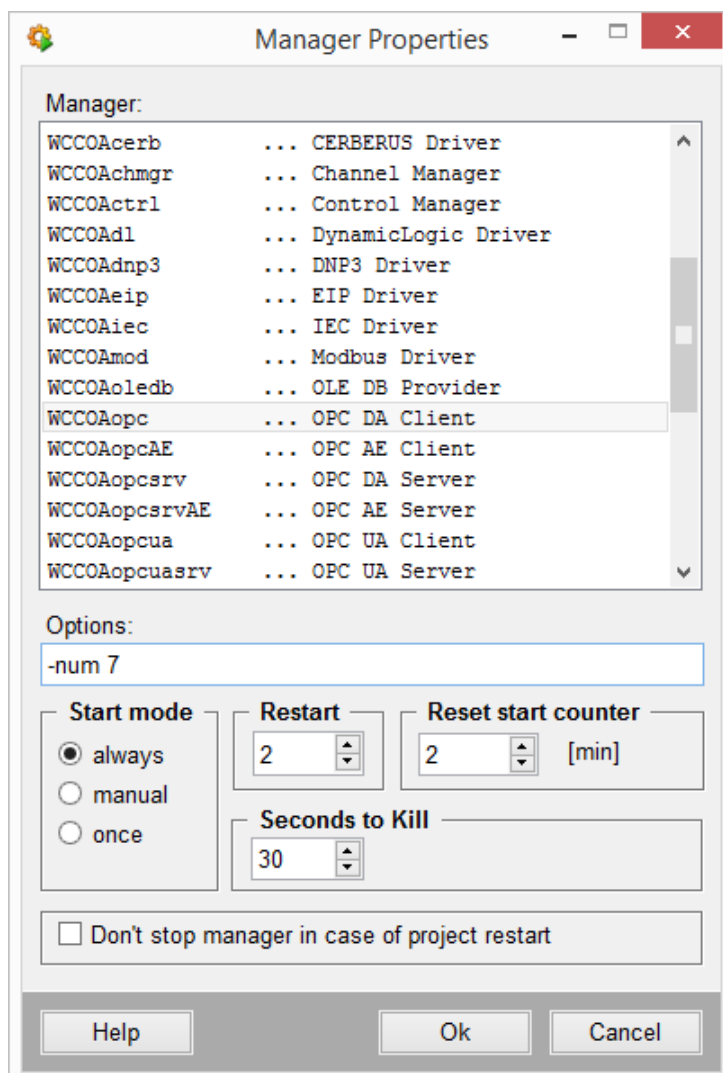 Manager Properties
Manager:
WCCOAcerb ... CERBERUS Driver
WCCOAchmgr ... Channel Manager
WCCOActrl ... Control Manager
WCCOAdl ... DynamicLogic Driver
WCCOAdnp3 ... DNP3 Driver
WCCOAeip ... EIP Driver
WCCOAiec ... IEC Driver
WCCOAmod ... Modbus Driver
WCCOAoledb ... OLE DB Provider
WCCOAopc ... OPC DA Client
WCCOAopcAE ... OPC AE Client
WCCOAopcsrv ... OPC DA Server
WCCOAopcsrvAE ... OPC AE Server
WCCOAopcua ... OPC UA Client
WCCOAopcuasrv ... OPC UA Server
Options:
-num 7
Start mode Restart Reset start counter
always 2 2 [min]
manual
once
Seconds to Kill
30
Don't stop manager in case of project restart
Help Ok Cancel